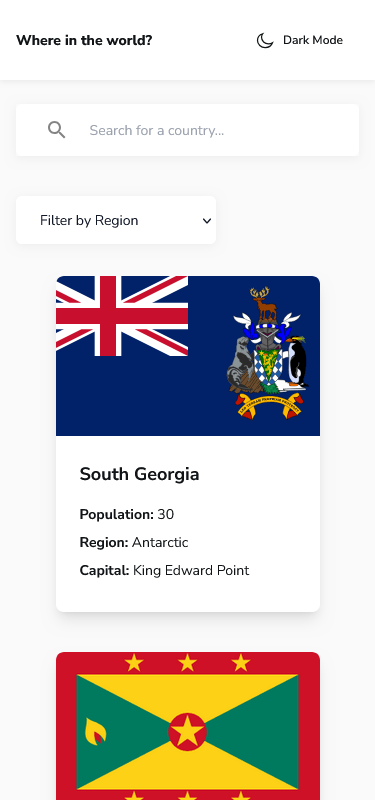 Where in the world?
Dark Mode
Search for a country...
Filter by Region
South Georgia
Population: 30
Region: Antarctic
Capital: King Edward Point